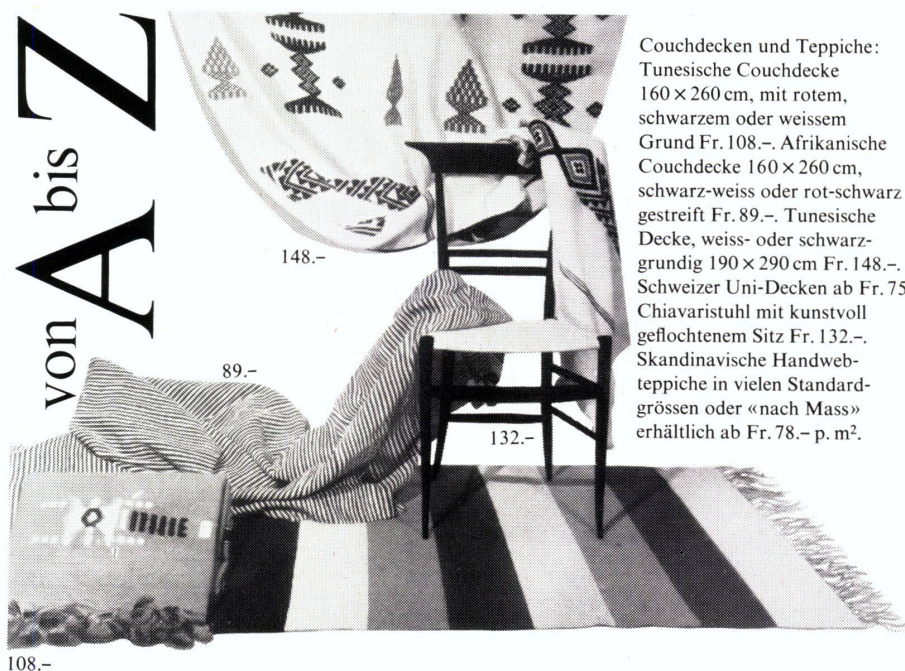 von A bis Z
Couchdecken und Teppiche:
Tunesische Couchdecke
160 × 260 cm, mit rotem,
schwarzem oder weissem
Grund Fr. 108.–. Afrikanische
Couchdecke 160 × 260 cm,
schwarz-weiss oder rot-schwarz
gestreift Fr. 89.–. Tunesische
Decke, weiss- oder schwarz-
grundig 190 × 290 cm Fr. 148.–.
Schweizer Uni-Decken ab Fr. 75
Chiavaristuhl mit kunstvoll
geflochtenem Sitz Fr. 132.–.
Skandinavische Handweb-
teppiche in vielen Standard-
grössen oder «nach Mass»
erhältlich ab Fr. 78.– p. m².
148.–
89.–
132.–
108.–